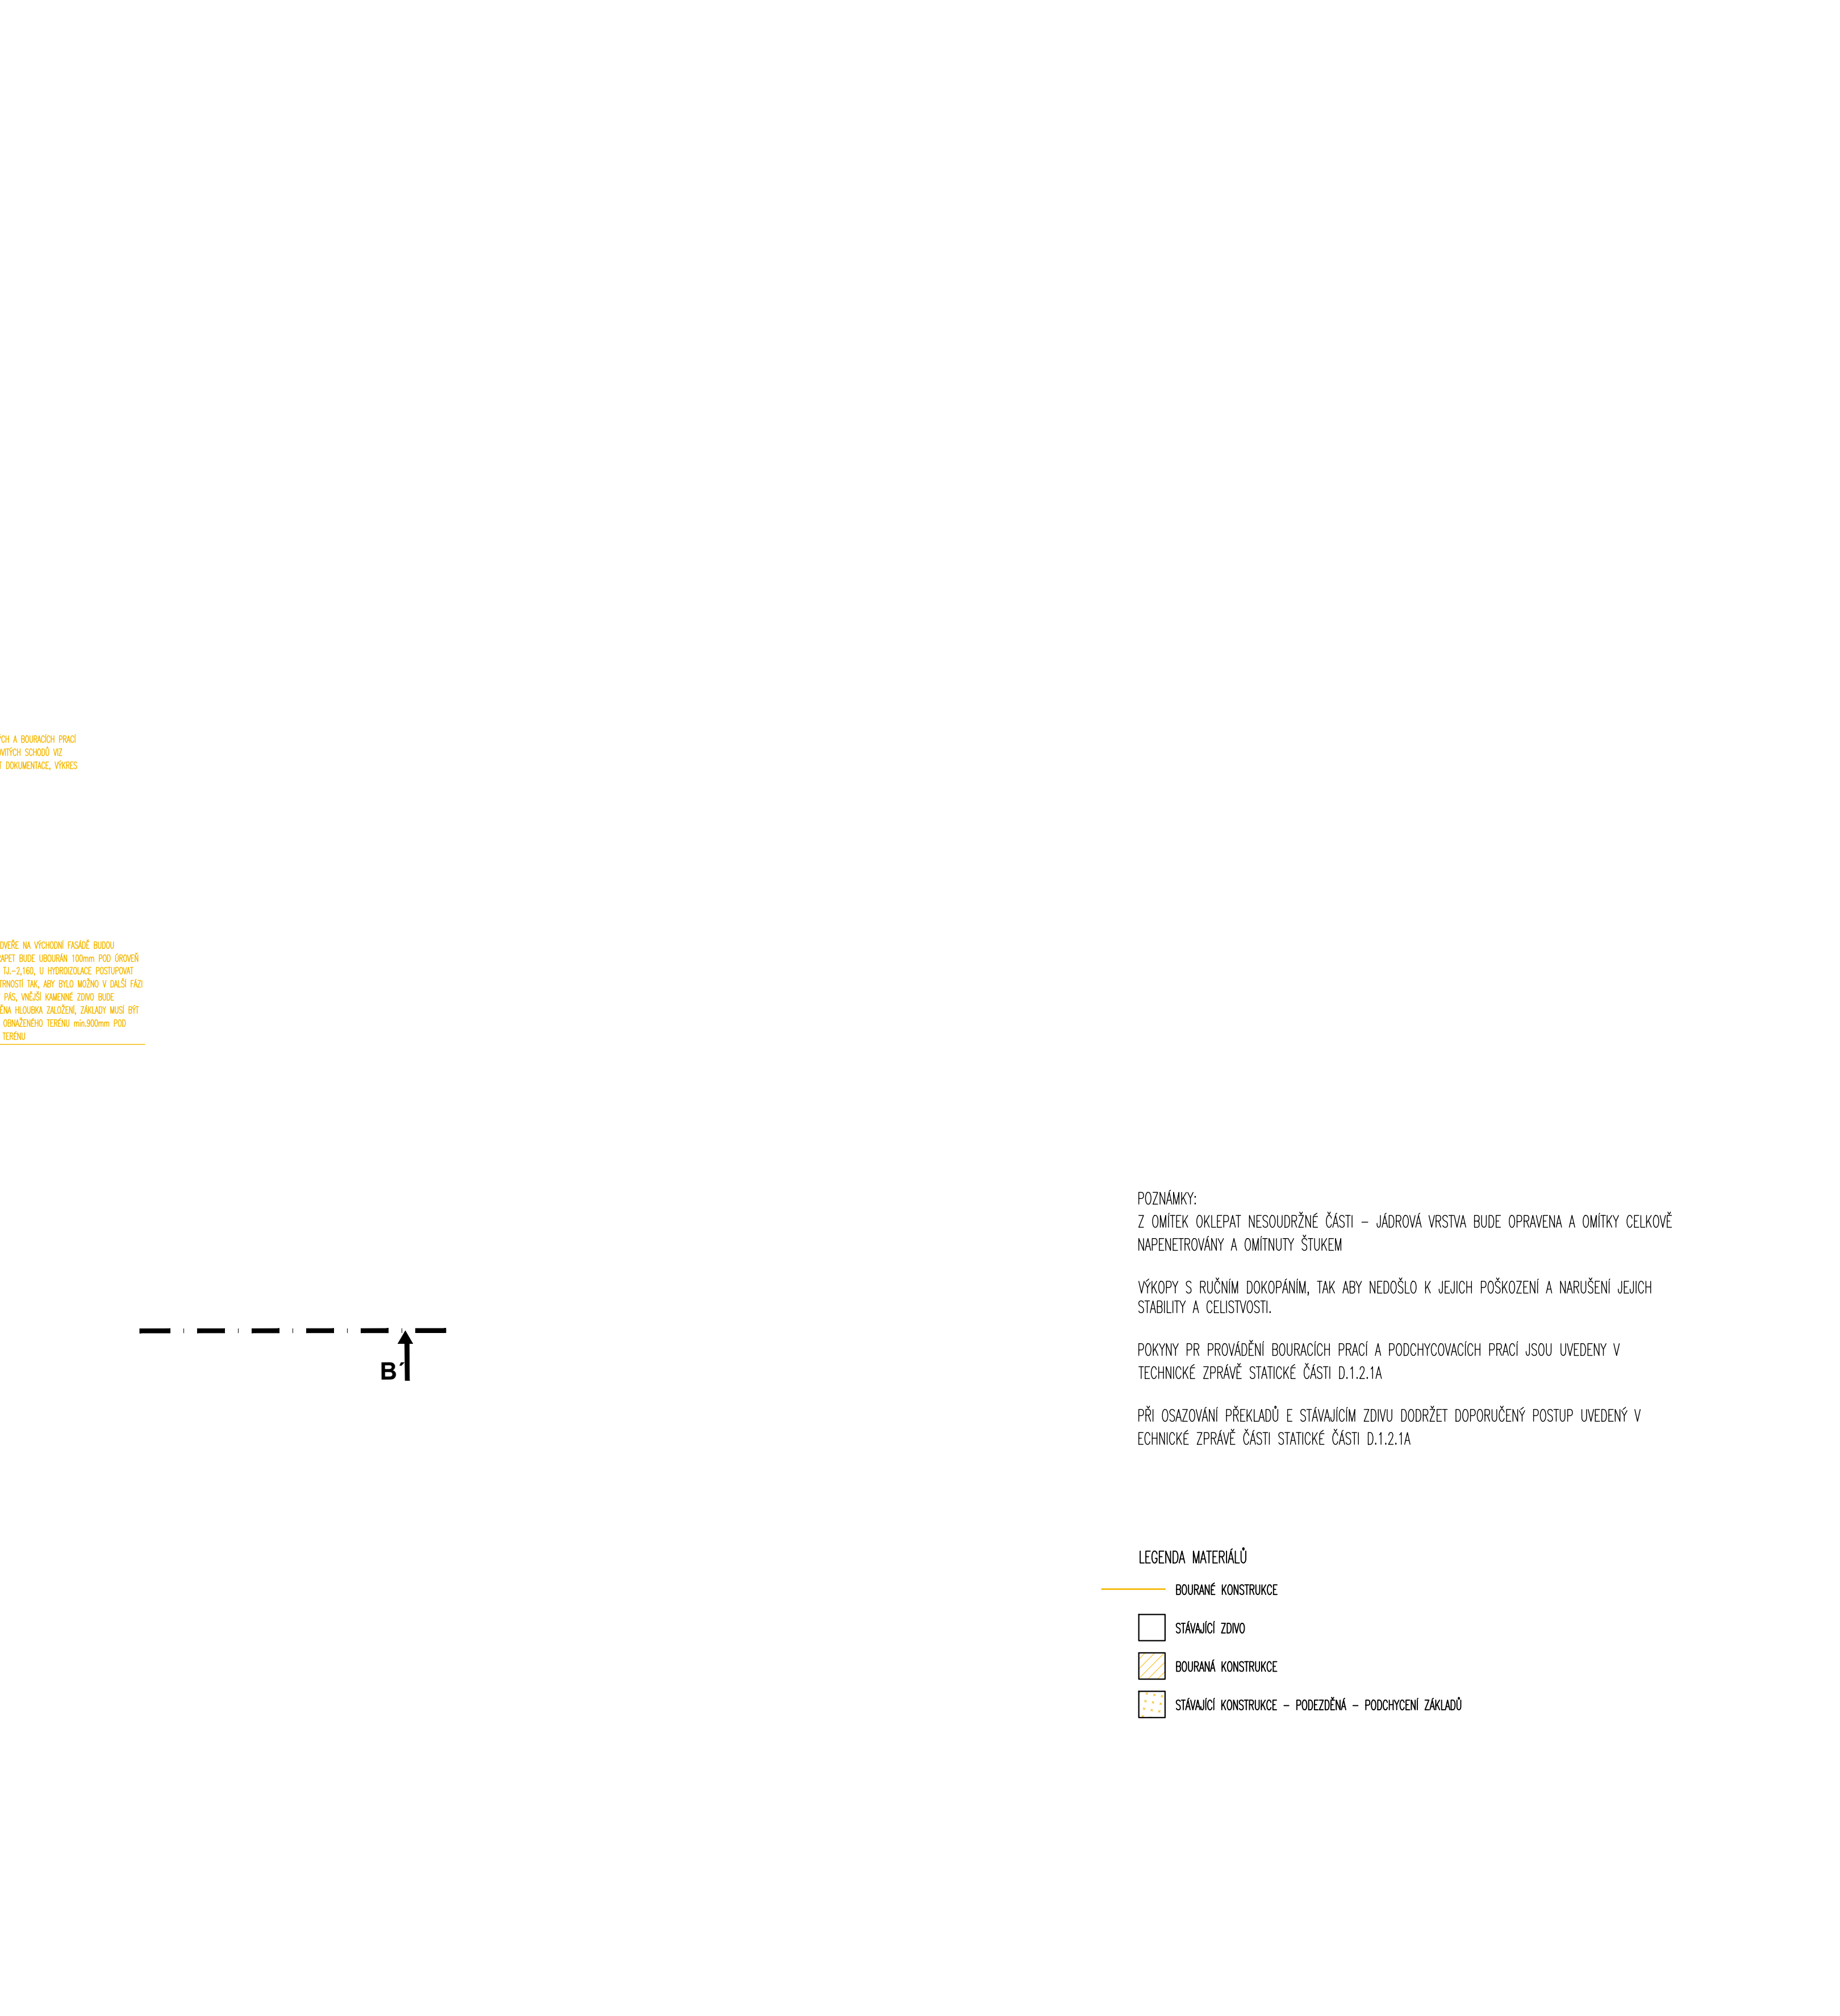 ÝCH A BOURACÍCH PRACÍ
OVITÝCH SCHODŮ VIZ
T DOKUMENTACE, VÝKRES
DVEŘE NA VÝCHODNÍ FASÁDĚ BUDOU
RAPET BUDE UBOURÁN 100mm POD ÚROVEŇ
TJ.-2,160, U HYDROIZOLACE POSTUPOVAT
TRNOSTÍ TAK, ABY BYLO MOŽNO V DALŠÍ FÁZI
PÁS, VNĚJŠÍ KAMENNÉ ZDIVO BUDE
ĚNA HLOUBKA ZALOŽENÍ, ZÁKLADY MUSÍ BÝT
OBNAŽENÉHO TERÉNU min.900mm POD
TERÉNU
B´
POZNÁMKY:
Z OMÍTEK OKLEPAT NESOUDRŽNÉ ČÁSTI – JÁDROVÁ VRSTVA BUDE OPRAVENA A OMÍTKY CELKOVĚ
NAPENETROVÁNY A OMÍTNUTY ŠTUKEM
VÝKOPY S RUČNÍM DOKOPÁNÍM, TAK ABY NEDOŠLO K JEJICH POŠKOZENÍ A NARUŠENÍ JEJICH
STABILITY A CELISTVOSTI.
POKYNY PR PROVÁDĚNÍ BOURACÍCH PRACÍ A PODCHYCOVACÍCH PRACÍ JSOU UVEDENY V
TECHNICKÉ ZPRÁVĚ STATICKÉ ČÁSTI D.1.2.1A
PŘI OSAZOVÁNÍ PŘEKLADŮ E STÁVAJÍCÍM ZDIVU DODRŽET DOPORUČENÝ POSTUP UVEDENÝ V
ECHNICKÉ ZPRÁVĚ ČÁSTI STATICKÉ ČÁSTI D.1.2.1A
LEGENDA MATERIÁLŮ
BOURANÉ KONSTRUKCE
STÁVAJÍCÍ ZDIVO
BOURANÁ KONSTRUKCE
STÁVAJÍCÍ KONSTRUKCE – PODEZDĚNÁ – PODCHYCENÍ ZÁKLADŮ